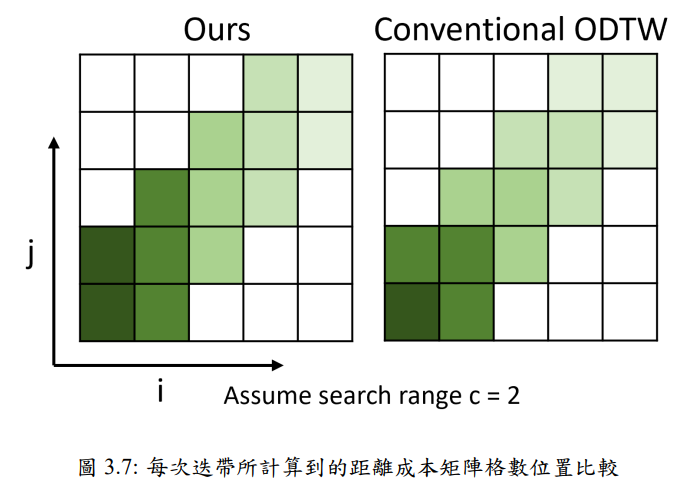 Ours
Conventional ODTW
j
i
Assume search range c = 2
圖 3.7: 每次迭帶所計算到的距離成本矩陣格數位置比較